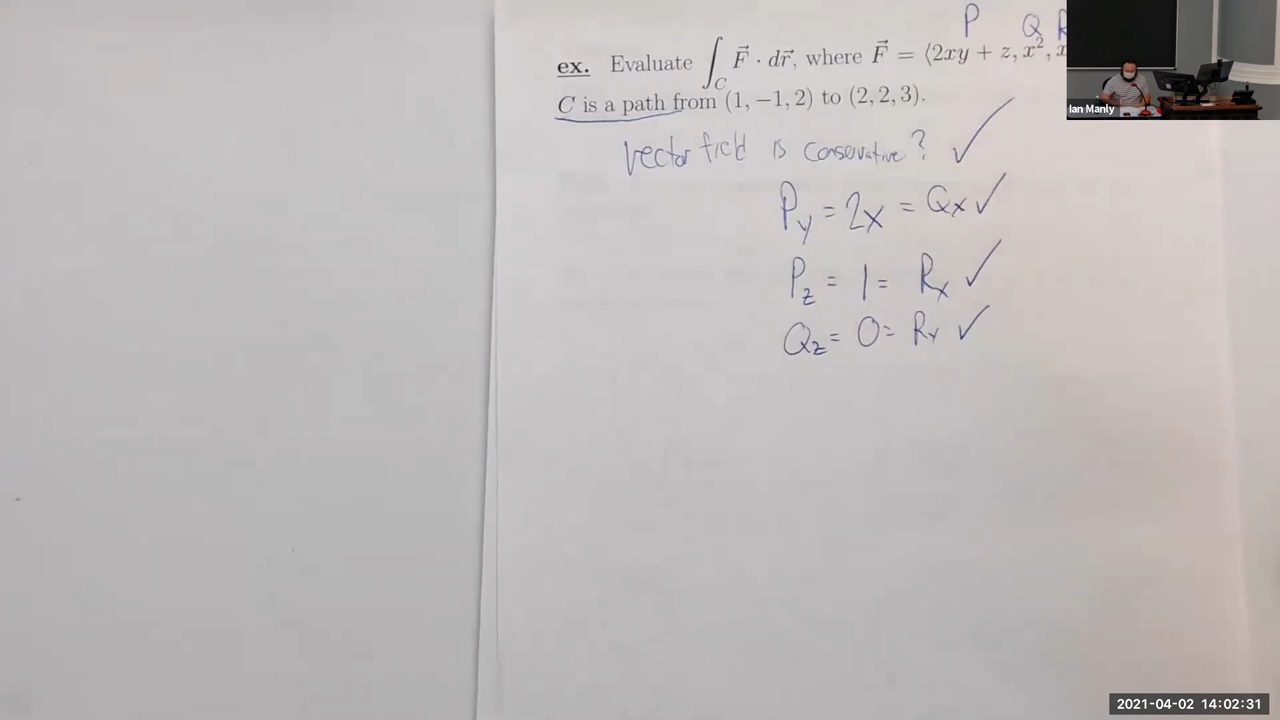 P Q R
ex. Evaluate ∫_C F⃗ · dr⃗, where F⃗ = ⟨2xy + z, x², x
C is a path from (1, −1, 2) to (2, 2, 3).
vector field is conservative? ✓
P_y = 2x = Q_x ✓
P_z = 1 = R_x ✓
Q_z = 0 = R_y ✓
Ian Manly
2021-04-02 14:02:31